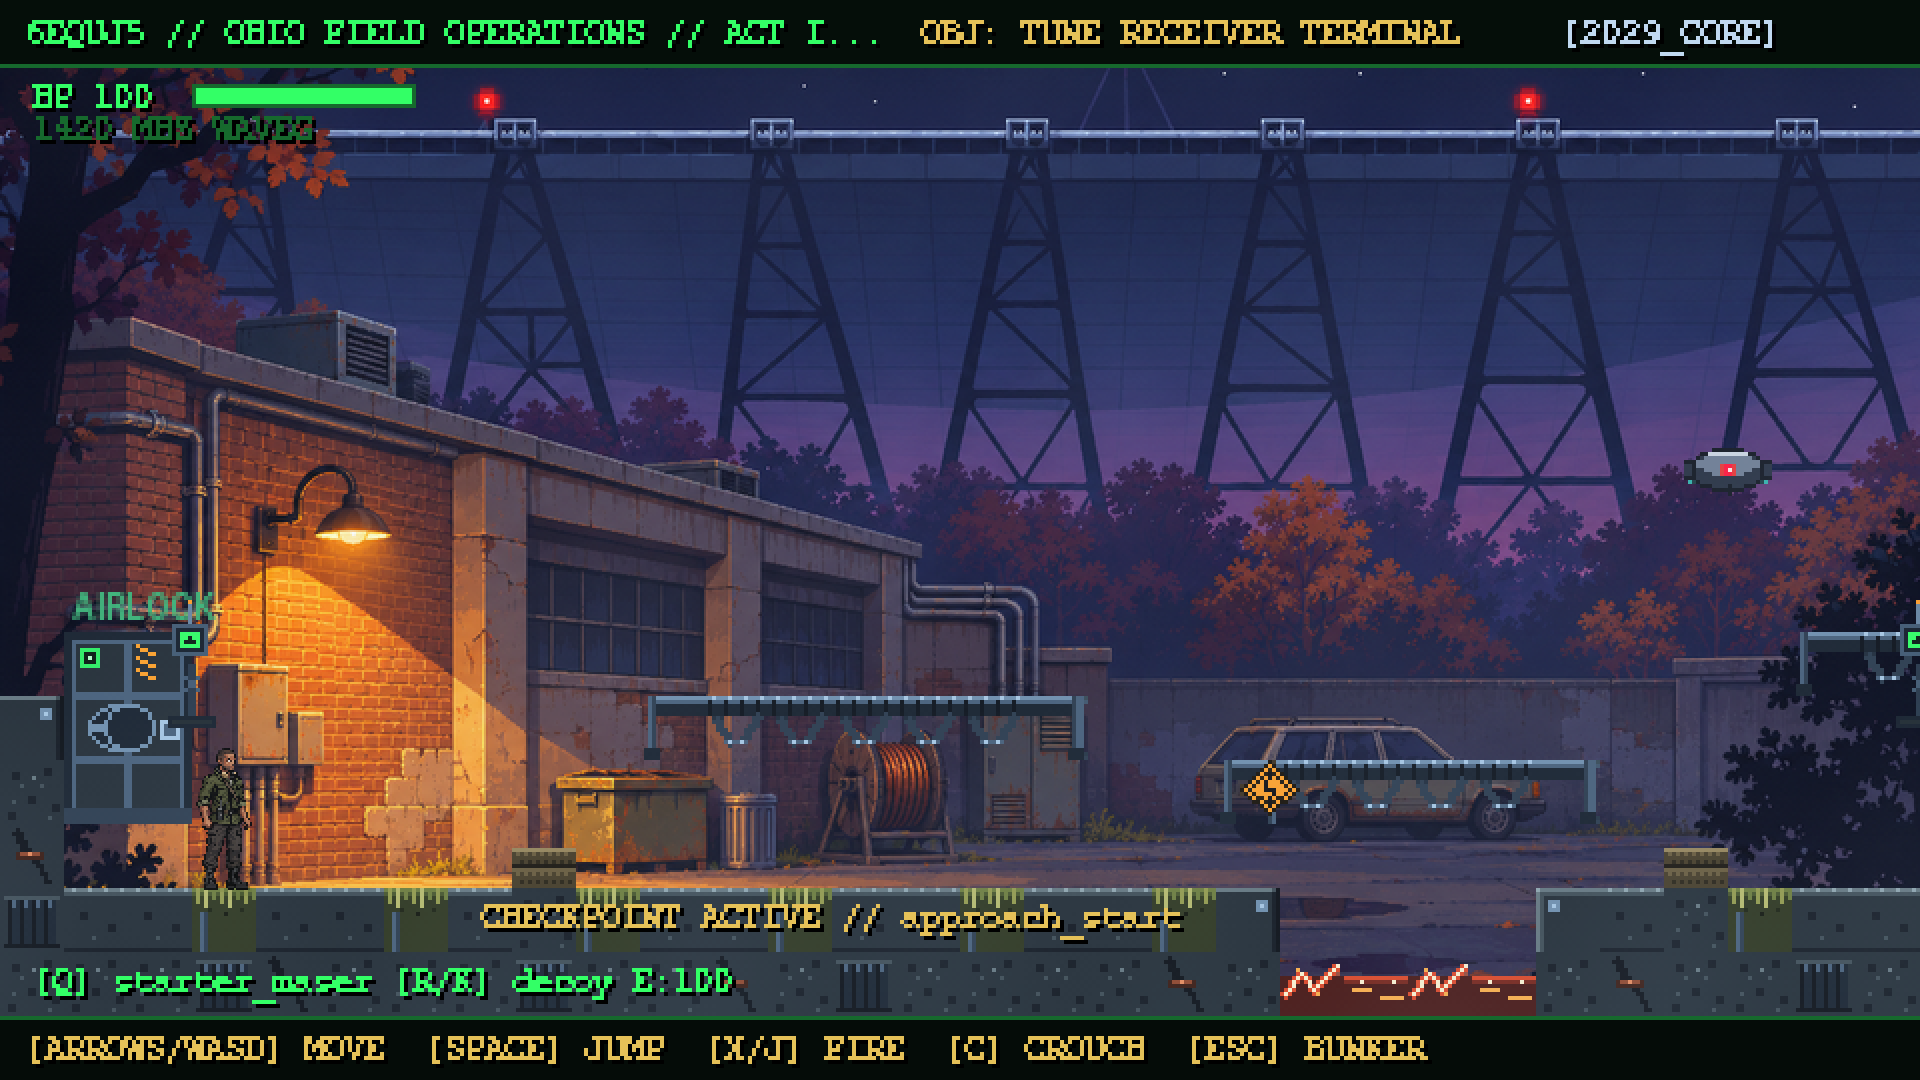 6EQUJ5 // OHIO FIELD OPERATIONS // ACT I... OBJ: TUNE RECEIVER TERMINAL [2029_CORE]
HP 100
1420 MHZ WAVES
AIRLOCK
CHECKPOINT ACTIVE // approach_start
[Q] starter_maser [R/K] decoy E:100
[ARROWS/WASD] MOVE [SPACE] JUMP [X/J] FIRE [C] CROUCH [ESC] BUNKER